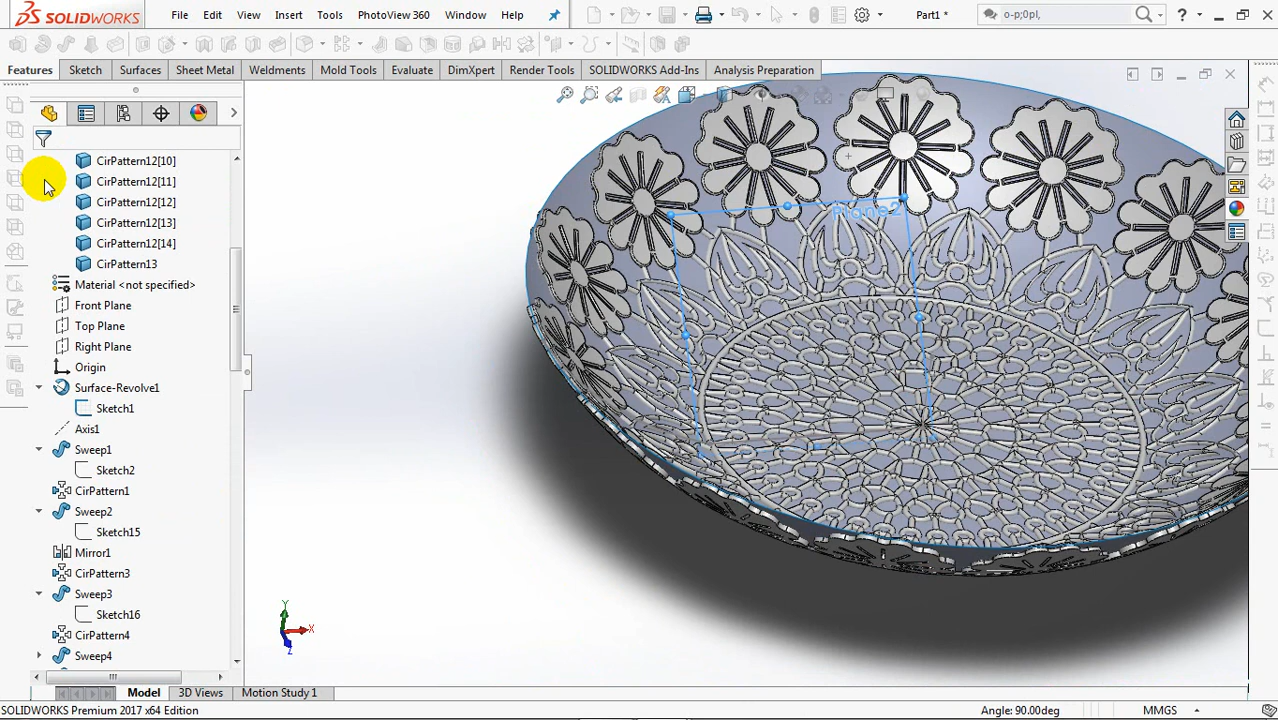 SOLIDWORKS File Edit View Insert Tools PhotoView 360 Window Help Part1 * o-p;0pl, ?
Features Sketch Surfaces Sheet Metal Weldments Mold Tools Evaluate DimXpert Render Tools SOLIDWORKS Add-Ins Analysis Preparation
CirPattern12[10]
CirPattern12[11]
CirPattern12[12]
CirPattern12[13]
CirPattern12[14]
CirPattern13
Material <not specified>
Front Plane
Top Plane
Right Plane
Origin
Surface-Revolve1
Sketch1
Axis1
Sweep1
Sketch2
CirPattern1
Sweep2
Sketch15
Mirror1
CirPattern3
Sweep3
Sketch16
CirPattern4
Sweep4
Plane2
Y
X
Z
Model 3D Views Motion Study 1
SOLIDWORKS Premium 2017 x64 Edition Angle: 90.00deg MMGS